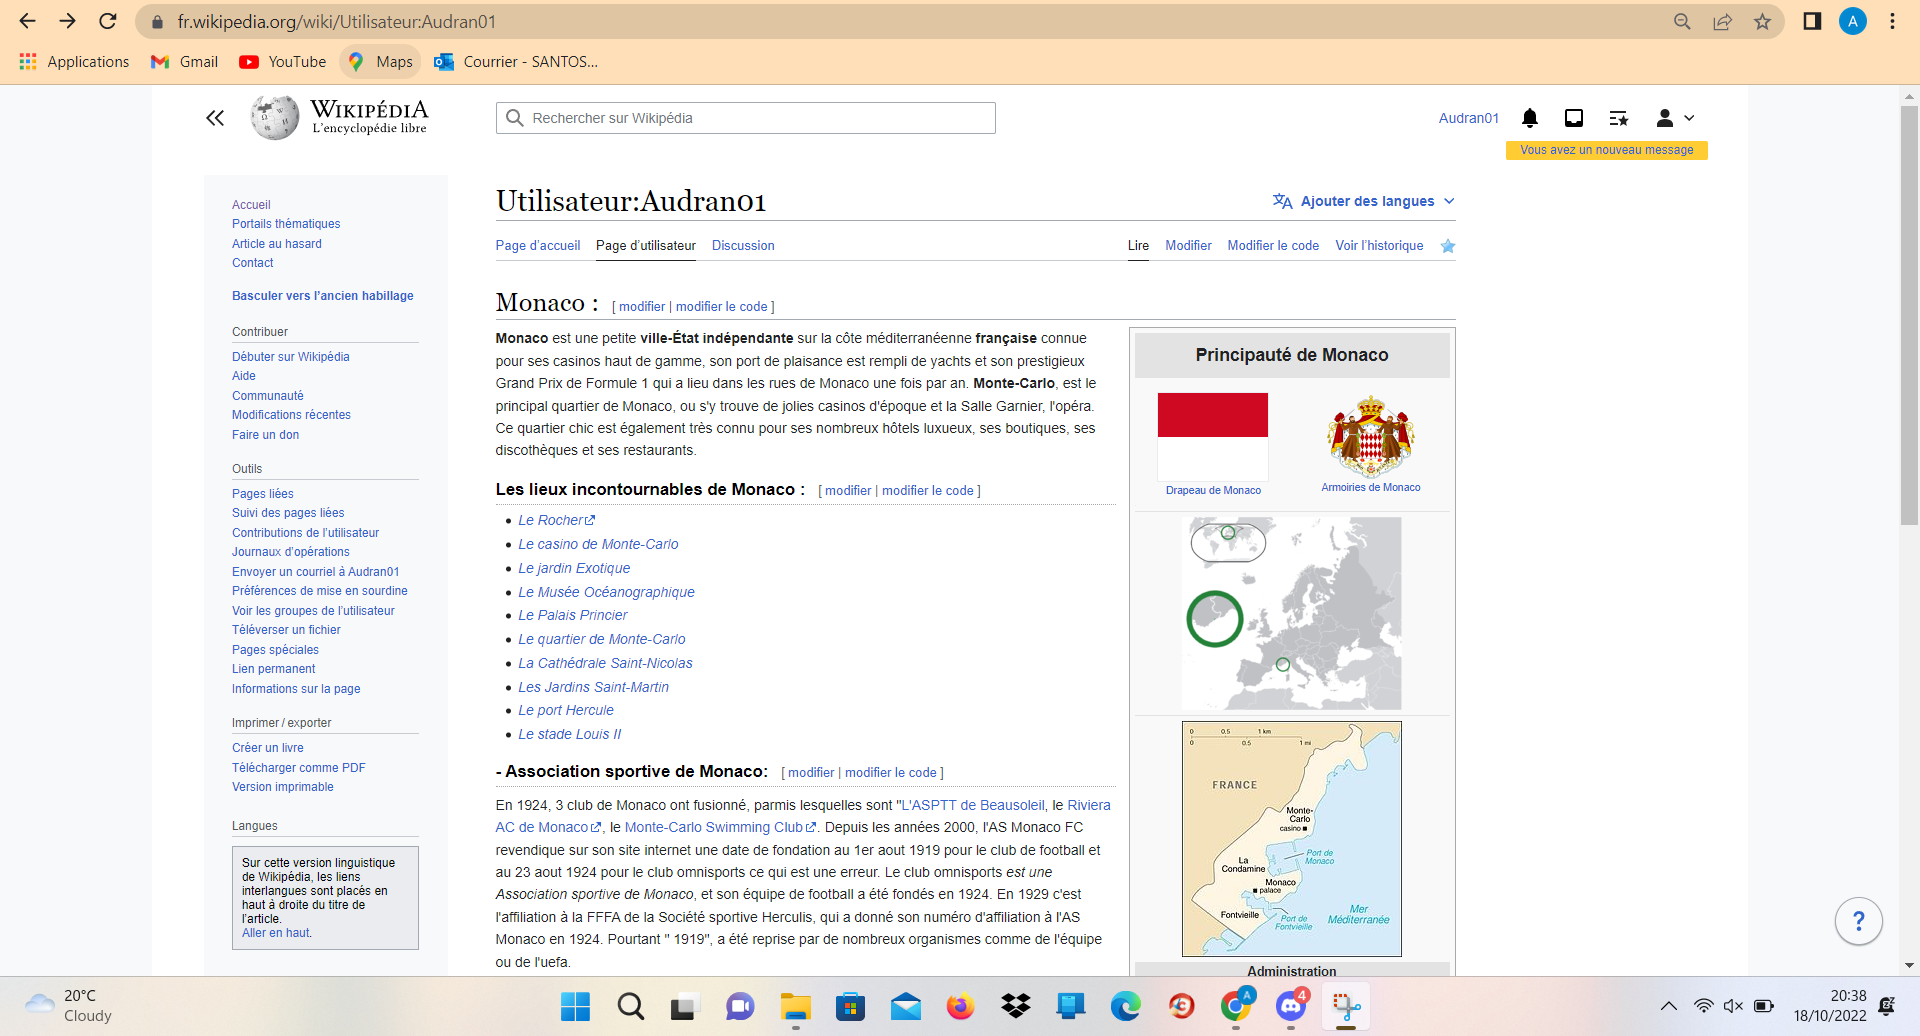 fr.wikipedia.org/wiki/Utilisateur:Audran01
A
Applications
Gmail
YouTube
Maps
Courrier - SANTOS...
WIKIPÉDIA
L'encyclopédie libre
Rechercher sur Wikipédia
Audran01
Vous avez un nouveau message
Accueil
Portails thématiques
Article au hasard
Contact
Basculer vers l'ancien habillage
Contribuer
Débuter sur Wikipédia
Aide
Communauté
Modifications récentes
Faire un don
Outils
Pages liées
Suivi des pages liées
Contributions de l'utilisateur
Journaux d'opérations
Envoyer un courriel à Audran01
Préférences de mise en sourdine
Voir les groupes de l'utilisateur
Téléverser un fichier
Pages spéciales
Lien permanent
Informations sur la page
Imprimer / exporter
Créer un livre
Télécharger comme PDF
Version imprimable
Langues
Sur cette version linguistique
de Wikipédia, les liens
interlangues sont placés en
haut à droite du titre de
l'article.
Aller en haut.
Utilisateur:Audran01
Ajouter des langues
Page d'accueil
Page d'utilisateur
Discussion
Lire
Modifier
Modifier le code
Voir l'historique
Monaco : [ modifier | modifier le code ]
Monaco est une petite ville-État indépendante sur la côte méditerranéenne française connue
pour ses casinos haut de gamme, son port de plaisance est rempli de yachts et son prestigieux
Grand Prix de Formule 1 qui a lieu dans les rues de Monaco une fois par an. Monte-Carlo, est le
principal quartier de Monaco, ou s'y trouve de jolies casinos d'époque et la Salle Garnier, l'opéra.
Ce quartier chic est également très connu pour ses nombreux hôtels luxueux, ses boutiques, ses
discothèques et ses restaurants.
Les lieux incontournables de Monaco : [ modifier | modifier le code ]
Le Rocher
Le casino de Monte-Carlo
Le jardin Exotique
Le Musée Océanographique
Le Palais Princier
Le quartier de Monte-Carlo
La Cathédrale Saint-Nicolas
Les Jardins Saint-Martin
Le port Hercule
Le stade Louis II
- Association sportive de Monaco: [ modifier | modifier le code ]
En 1924, 3 club de Monaco ont fusionné, parmis lesquelles sont "L'ASPTT de Beausoleil, le Riviera
AC de Monaco, le Monte-Carlo Swimming Club. Depuis les années 2000, l'AS Monaco FC
revendique sur son site internet une date de fondation au 1er aout 1919 pour le club de football et
au 23 aout 1924 pour le club omnisports ce qui est une erreur. Le club omnisports est une
Association sportive de Monaco, et son équipe de football a été fondés en 1924. En 1929 c'est
l'affiliation à la FFFA de la Société sportive Herculis, qui a donné son numéro d'affiliation à l'AS
Monaco en 1924. Pourtant " 1919", a été reprise par de nombreux organismes comme de l'équipe
ou de l'uefa.
Principauté de Monaco
Drapeau de Monaco
Armoiries de Monaco
0 0.5 1 km
0 0.5 1 mi
FRANCE
Monte-
Carlo
casino
La
Condamine
Port de
Monaco
Monaco
palace
Fontvieille
Port de
Fontvieille
Mer
Méditerranée
Administration
?
20°C
Cloudy
A
4
20:38
18/10/2022